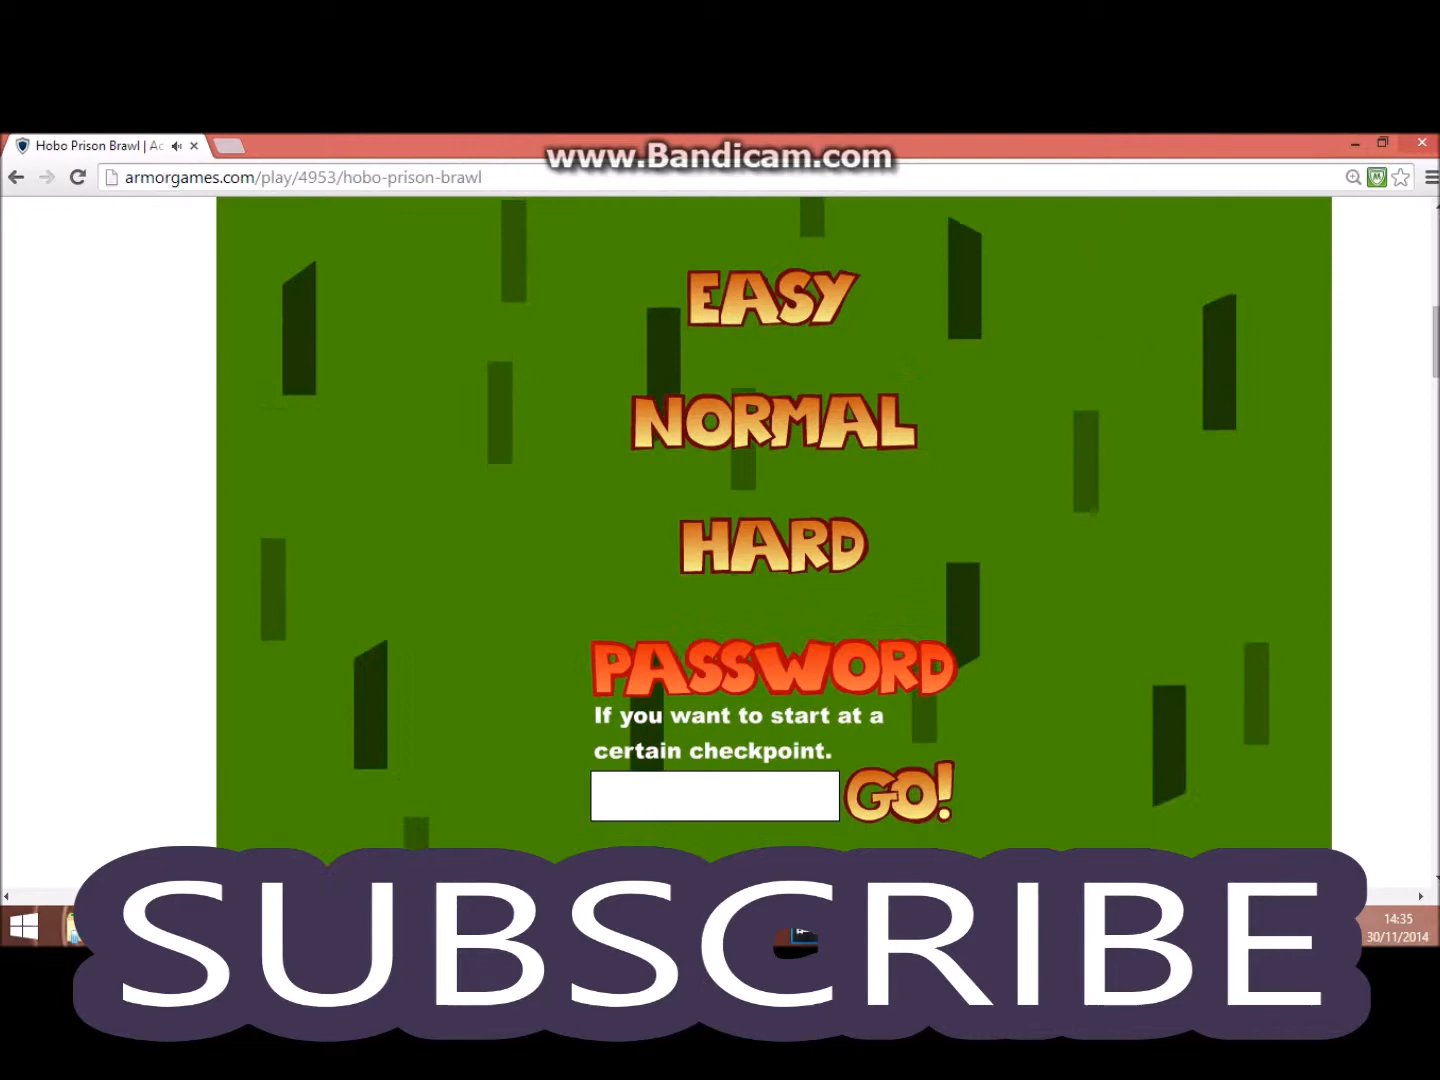 Hobo Prison Brawl | Ac
www.Bandicam.com
armorgames.com/play/4953/hobo-prison-brawl
EASY
NORMAL
HARD
PASSWORD
If you want to start at a
certain checkpoint.
GO!
SUBSCRIBE
14:35
30/11/2014